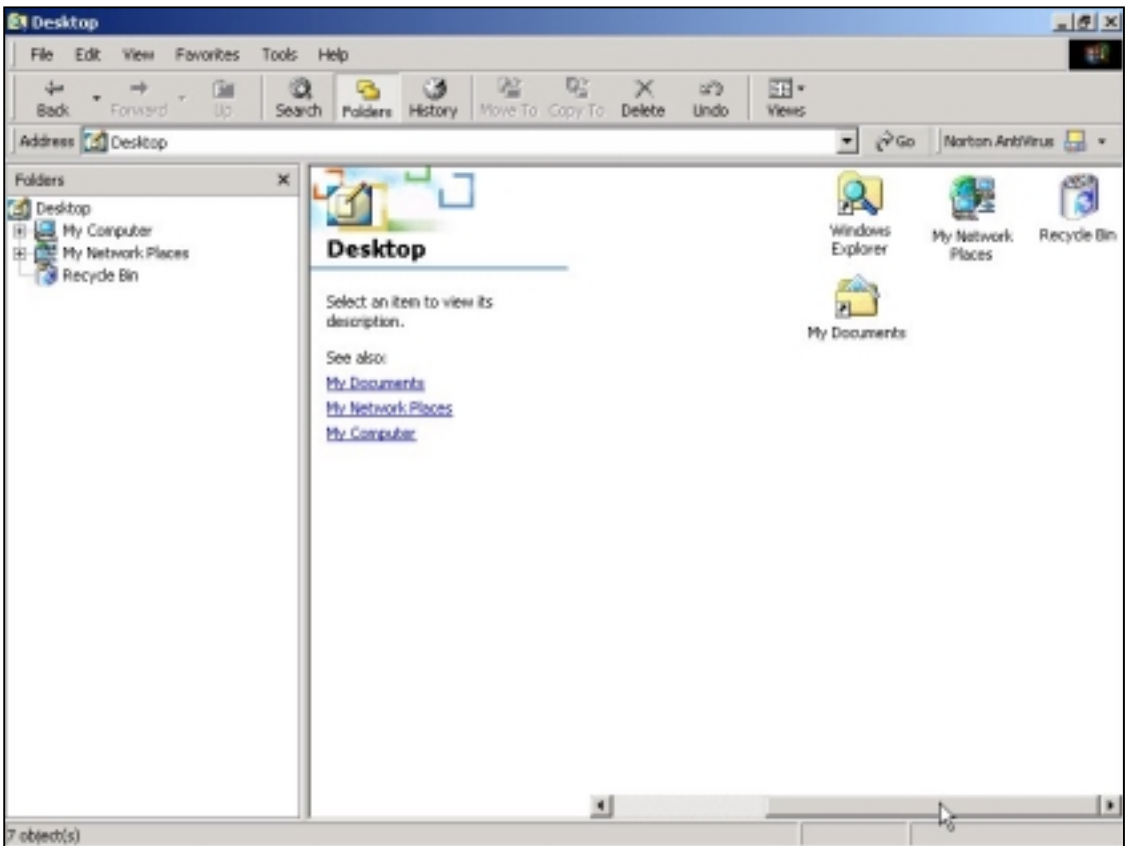 Desktop
File Edit View Favorites Tools Help
Back Forward Up Search Folders History Move To Copy To Delete Undo Views
Address Desktop Go Norton AntiVirus
Folders
Desktop
My Computer
My Network Places
Recycle Bin
Desktop
Select an item to view its
description.
See also:
My Documents
My Network Places
My Computer
Windows
Explorer
My Network
Places
Recycle Bin
My Documents
7 object(s)